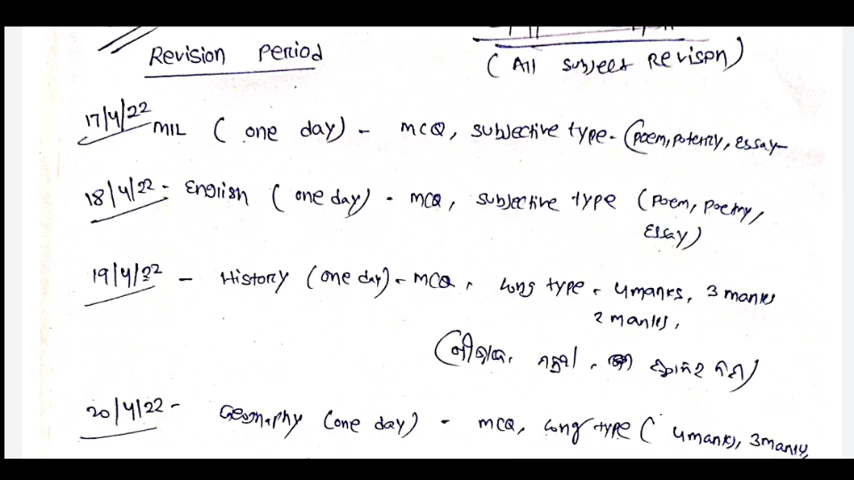 Revision Period
(All subject Revison)
17/4/22 MIL (one day) - MCQ, subjective type- (poem, poterty, Essay-
18/4/22 - English (one day) - MCQ, subjective type (Poem, Poetry,
Essay)
19/4/22 - History (one day) - MCQ, Long type - 4marks, 3 marks
2 marks,
20/4/22 - Geography (one day) - MCQ, Long type ( 4marks, 3marks,